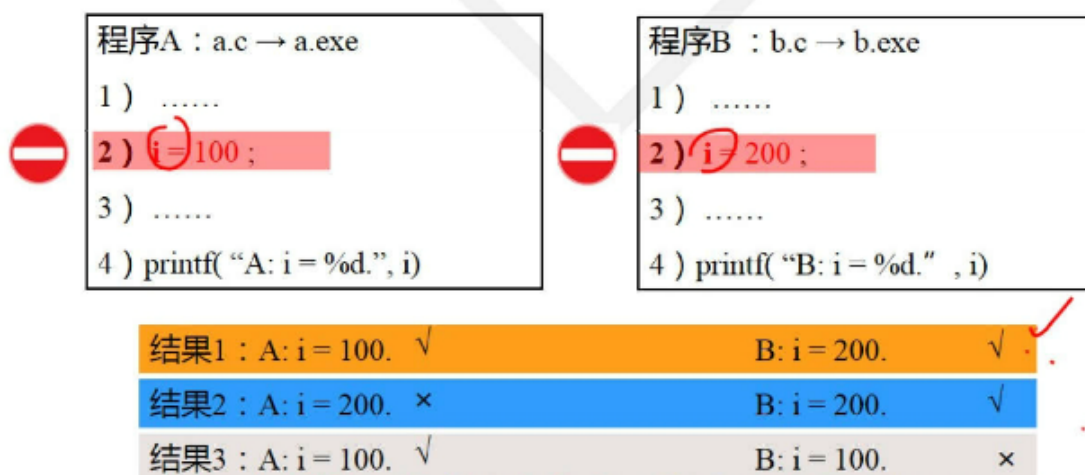 程序A：a.c → a.exe
1） ……
2）i = 100 ;
3）……
4）printf( “A: i = %d.”, i)
程序B ：b.c → b.exe
1） ……
2）i = 200 ;
3）……
4）printf( “B: i = %d.″ , i)
结果1：A: i = 100. √ B: i = 200. √
结果2：A: i = 200. × B: i = 200. √
结果3：A: i = 100. √ B: i = 100. ×